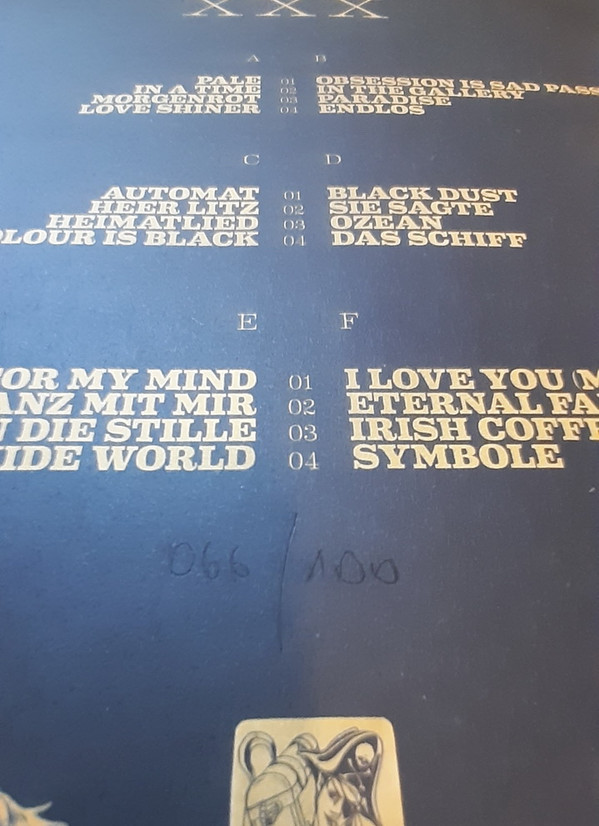 XXX
A B
PALE 01 OBSESSION IS SAD PASS
IN A TIME 02 IN THE GALLERY
MORGENROT 03 PARADISE
LOVE SHINER 04 ENDLOS
C D
AUTOMAT 01 BLACK DUST
HEER LITZ 02 SIE SAGTE
HEIMATLIED 03 OZEAN
OLOUR IS BLACK 04 DAS SCHIFF
E F
FOR MY MIND 01 I LOVE YOU (M
ANZ MIT MIR 02 ETERNAL FA
N DIE STILLE 03 IRISH COFFE
IDE WORLD 04 SYMBOLE
066/100